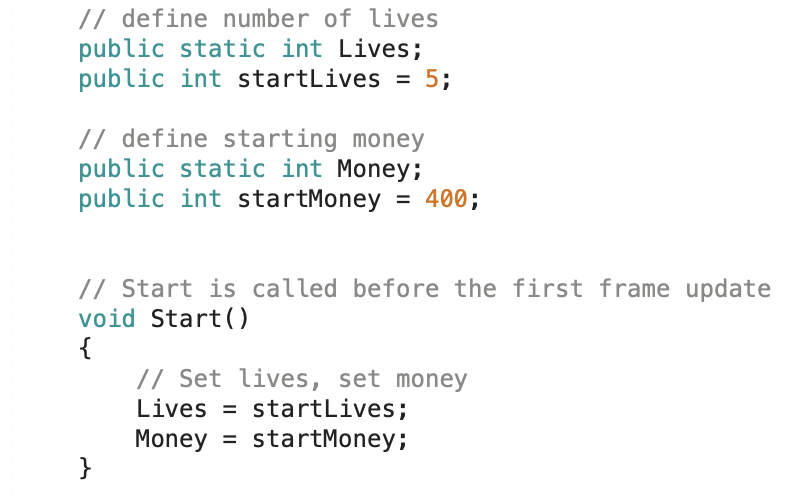 // define number of lives
public static int Lives;
public int startLives = 5;
// define starting money
public static int Money;
public int startMoney = 400;
// Start is called before the first frame update
void Start()
{
// Set lives, set money
Lives = startLives;
Money = startMoney;
}